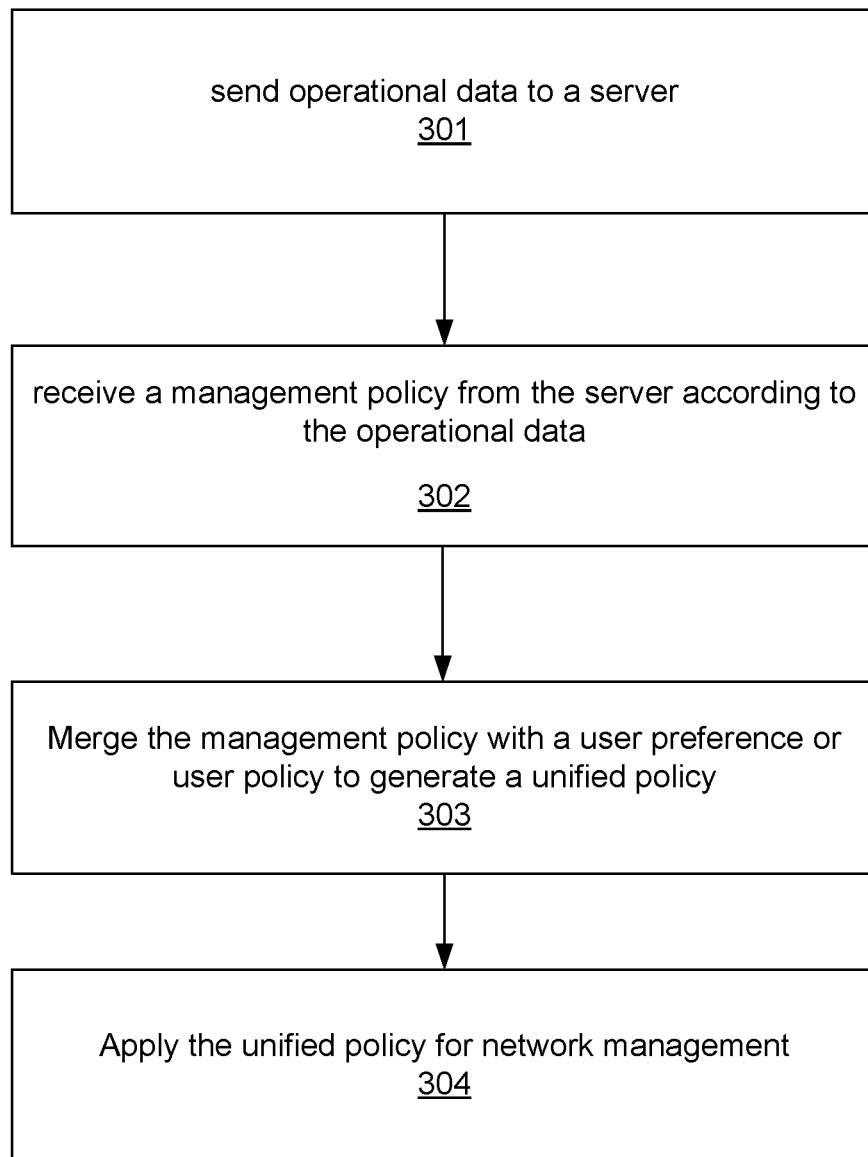 send operational data to a server
301
receive a management policy from the server according to
the operational data
302
Merge the management policy with a user preference or
user policy to generate a unified policy
303
Apply the unified policy for network management
304